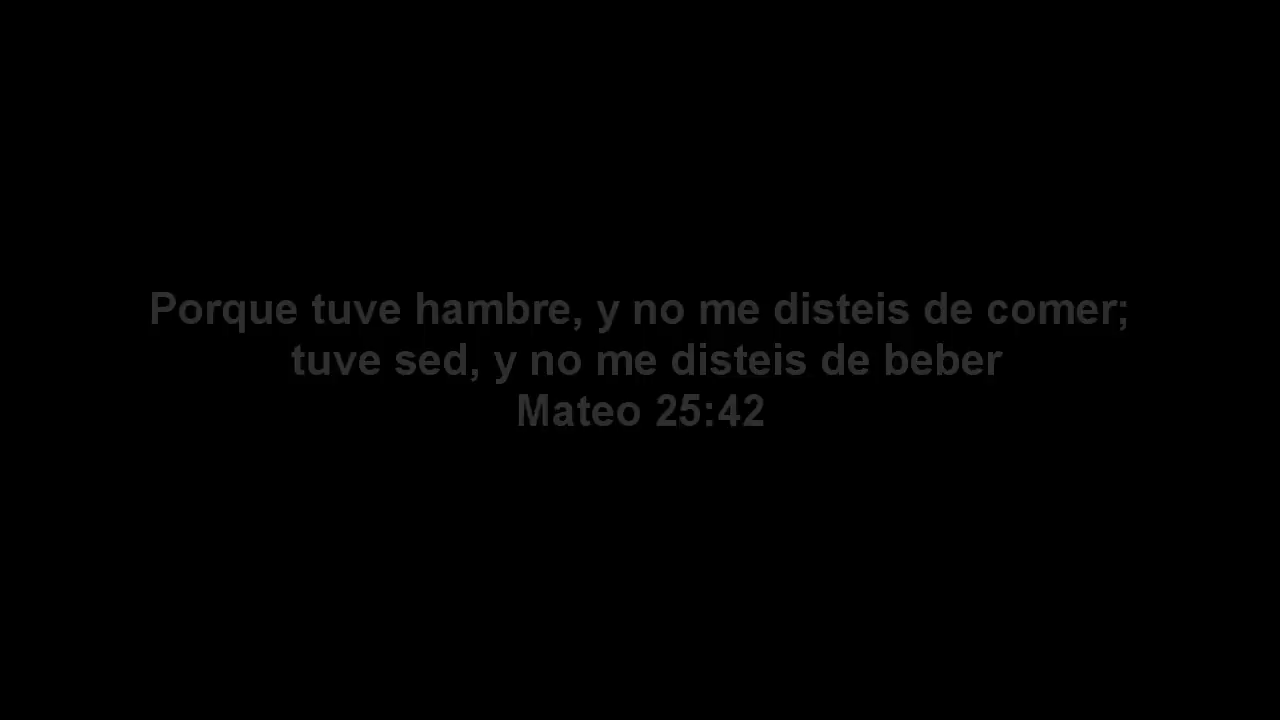 Porque tuve hambre, y no me disteis de comer;
tuve sed, y no me disteis de beber
Mateo 25:42